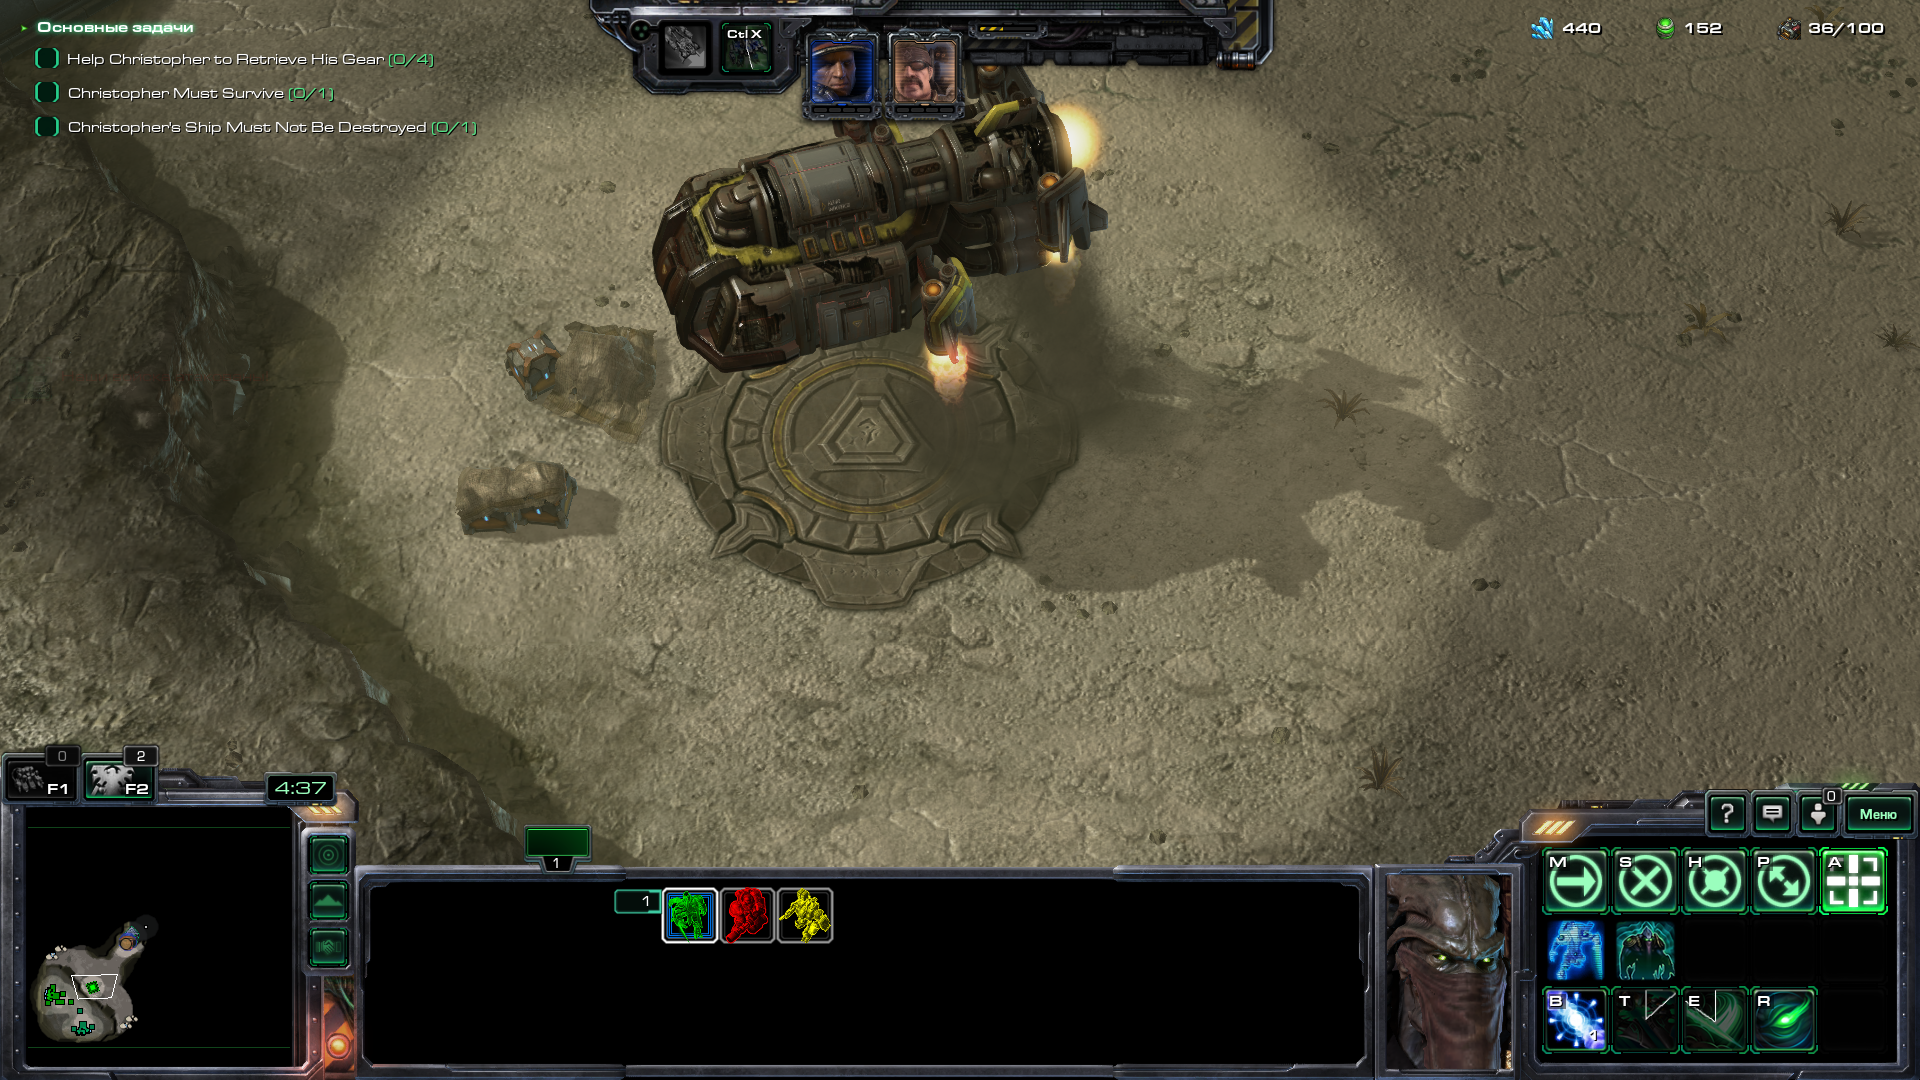 Основные задачи
Help Christopher to Retrieve His Gear (0/4)
Christopher Must Survive (0/1)
Christopher's Ship Must Not Be Destroyed (0/1)
Ctl X
440
152
36/100
0
2
F1
F2
4:37
1
1
0
Меню
M
S
H
P
A
B
1
T
E
R